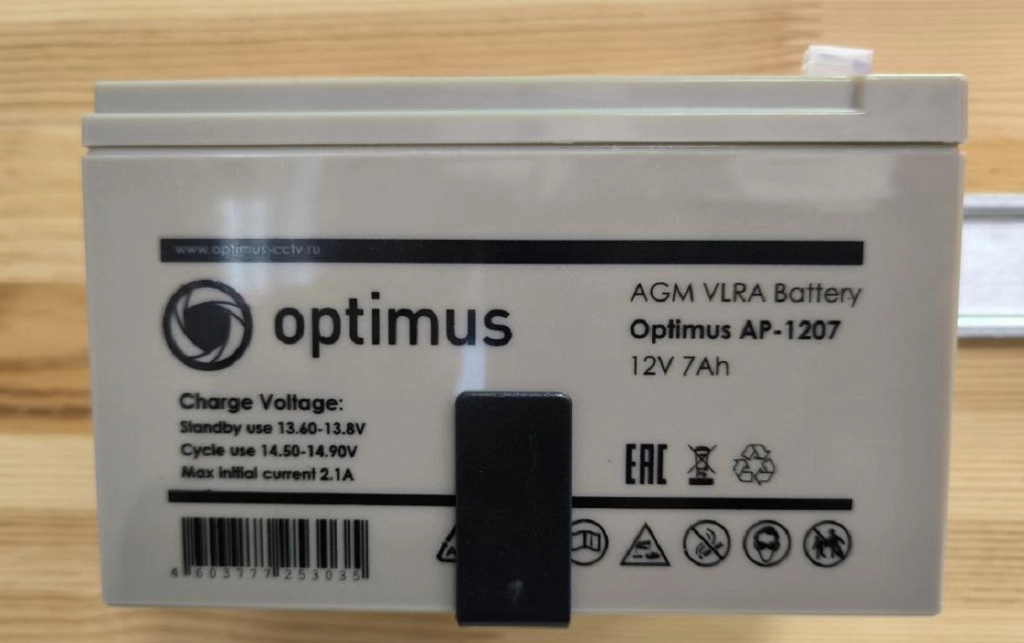 www.optimus-cctv.ru
optimus
AGM VLRA Battery
Optimus AP-1207
12V 7Ah
Charge Voltage:
Standby use 13.60-13.8V
Cycle use 14.50-14.90V
Max initial current 2.1A
EAC
4 603777 253035